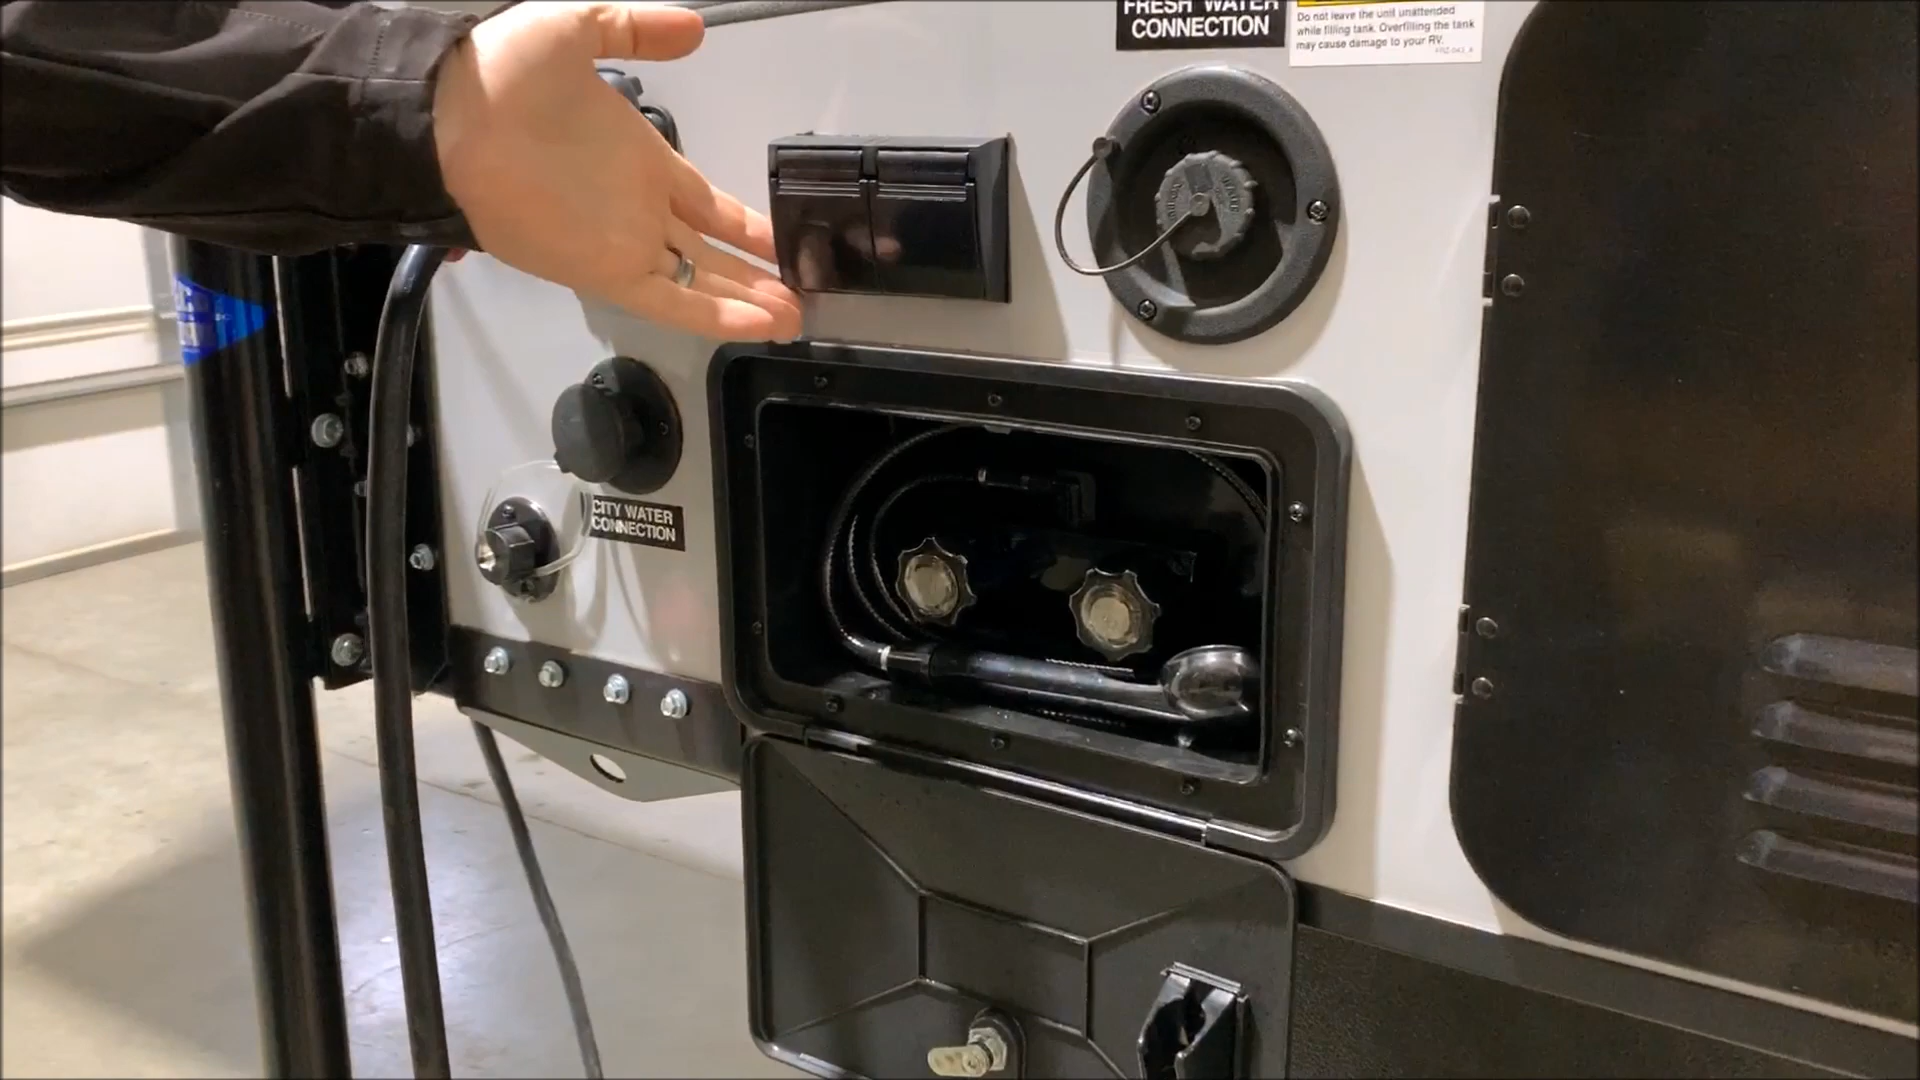 FRESH WATER
CONNECTION
Do not leave the unit unattended
while filling tank. Overfilling the tank
may cause damage to your RV.
CITY WATER
CONNECTION